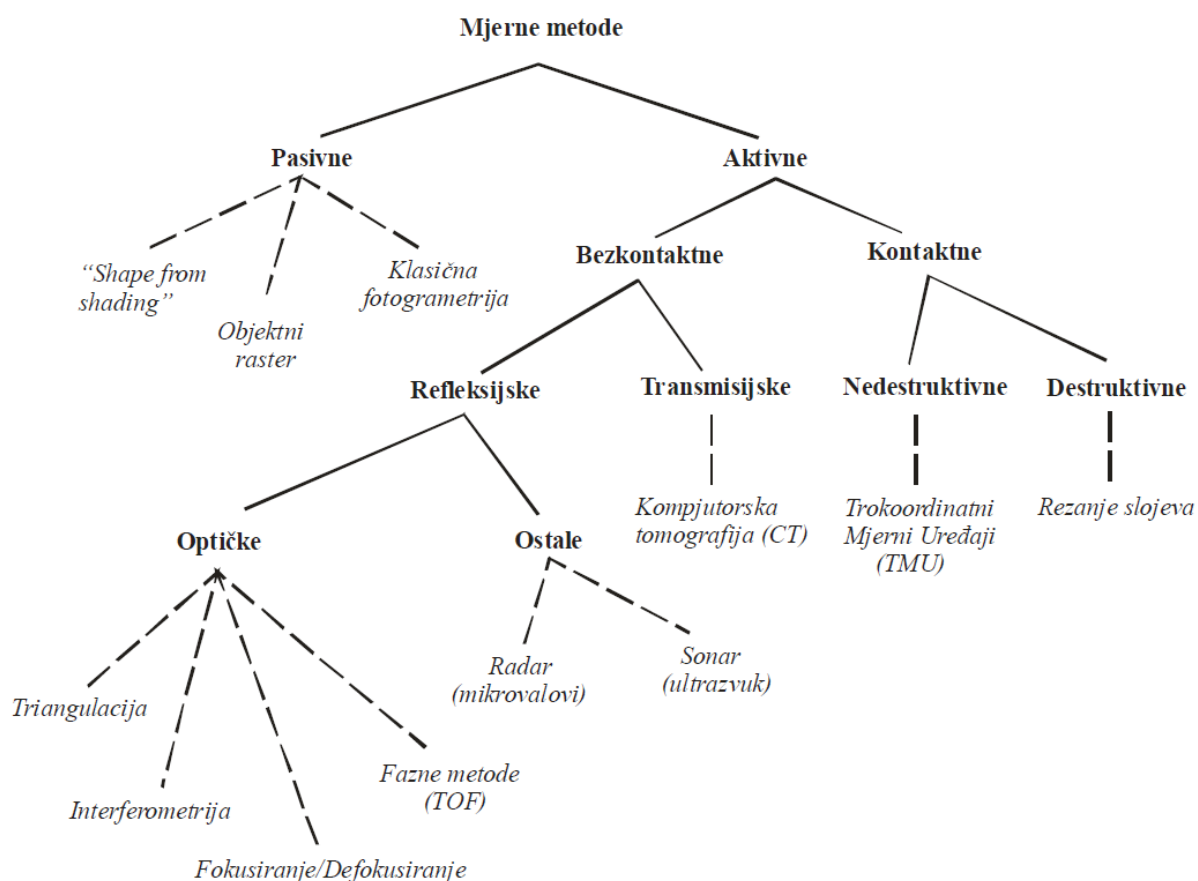 Mjerne metode
Pasivne
Aktivne
“Shape from
shading”
Objektni
raster
Klasična
fotogrametrija
Bezkontaktne
Kontaktne
Refleksijske
Transmisijske
Nedestruktivne
Destruktivne
Kompjutorska
tomografija (CT)
Trokoordinatni
Mjerni Uređaji
(TMU)
Rezanje slojeva
Optičke
Ostale
Radar
(mikrovalovi)
Sonar
(ultrazvuk)
Triangulacija
Interferometrija
Fokusiranje/Defokusiranje
Fazne metode
(TOF)